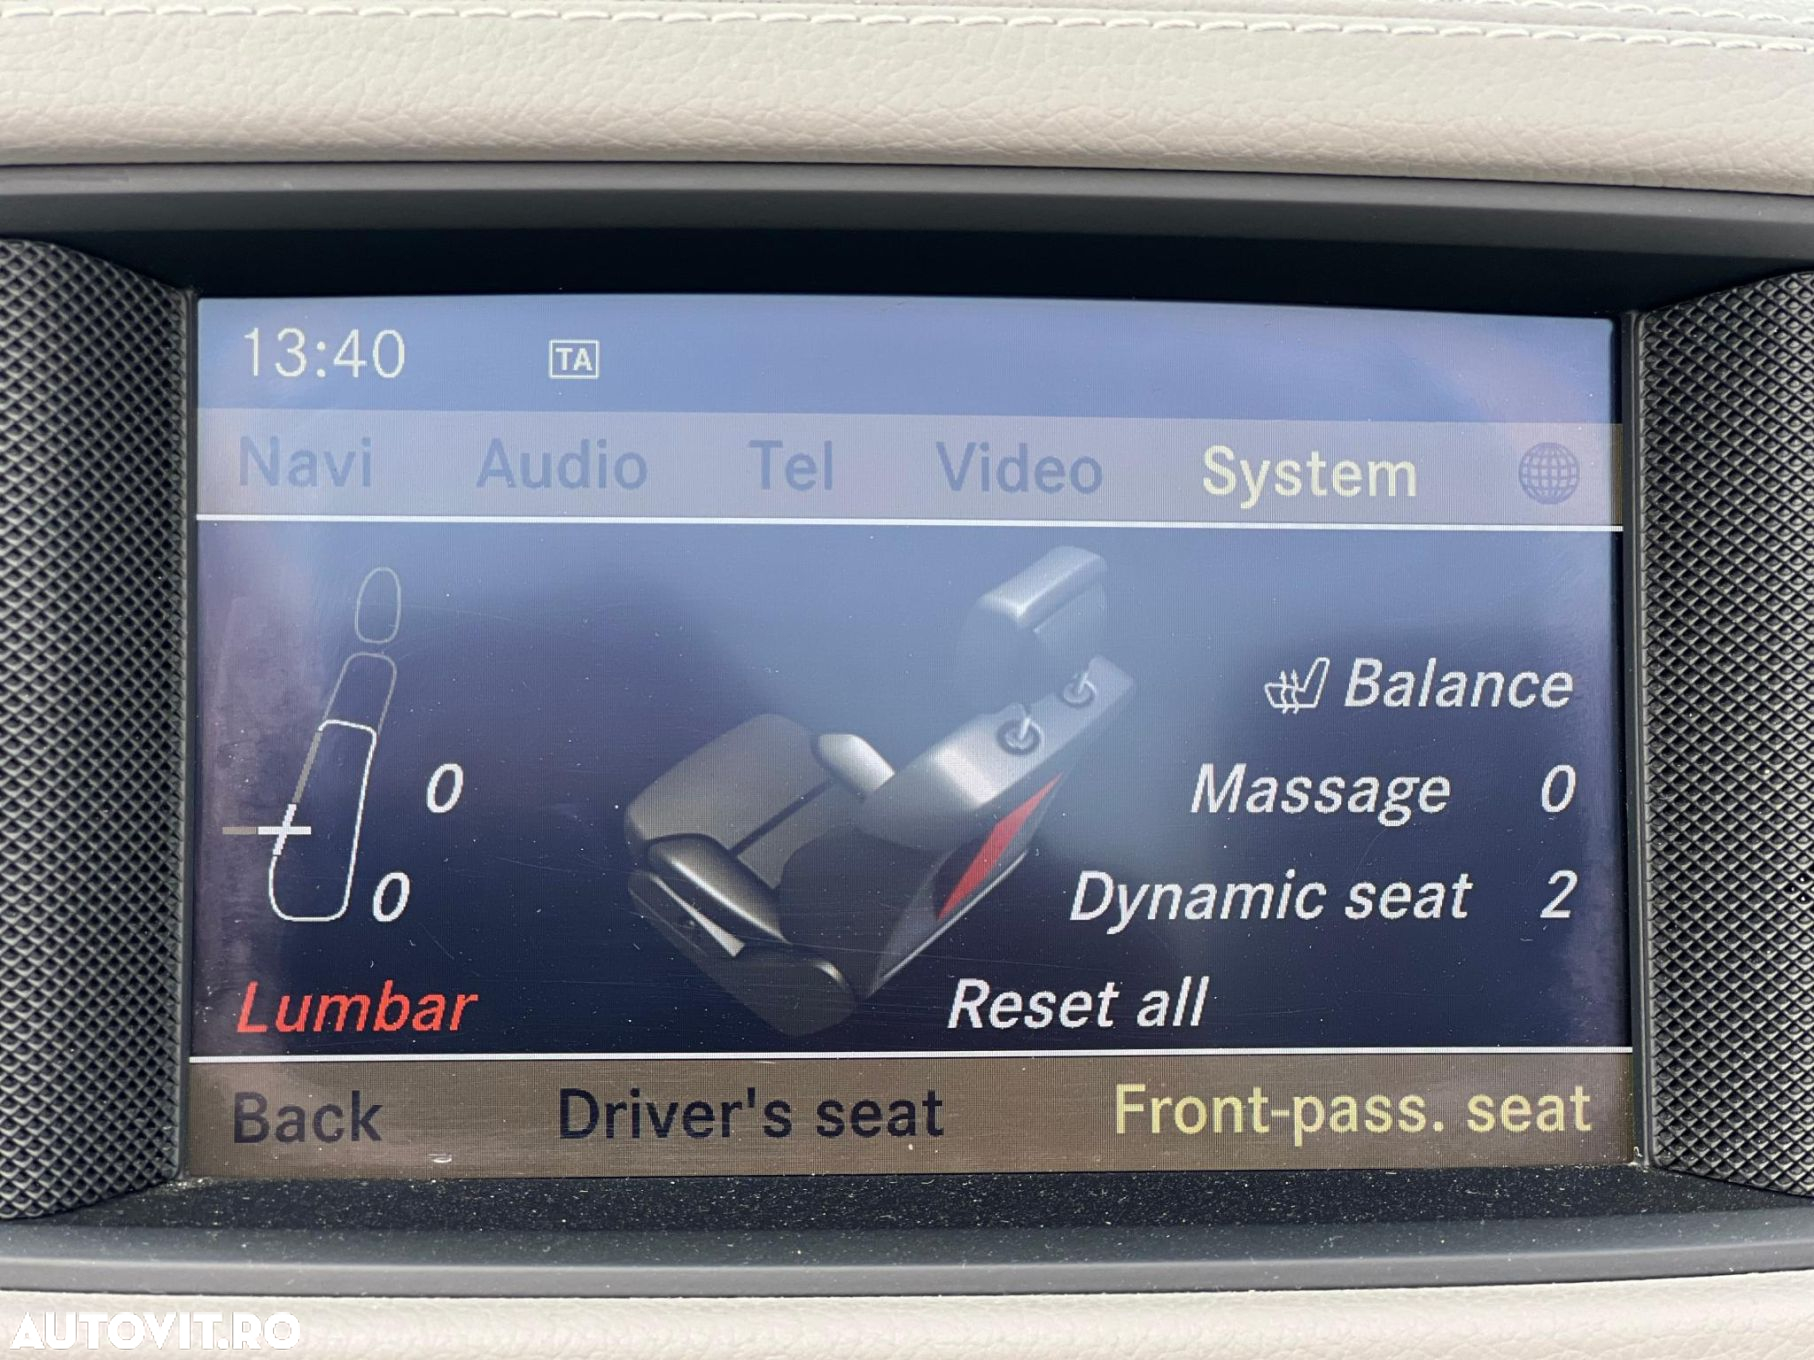 13:40 TA
Navi Audio Tel Video System
Balance
0 Massage 0
0 Dynamic seat 2
Lumbar Reset all
Back Driver's seat Front-pass. seat
AUTOVIT.RO